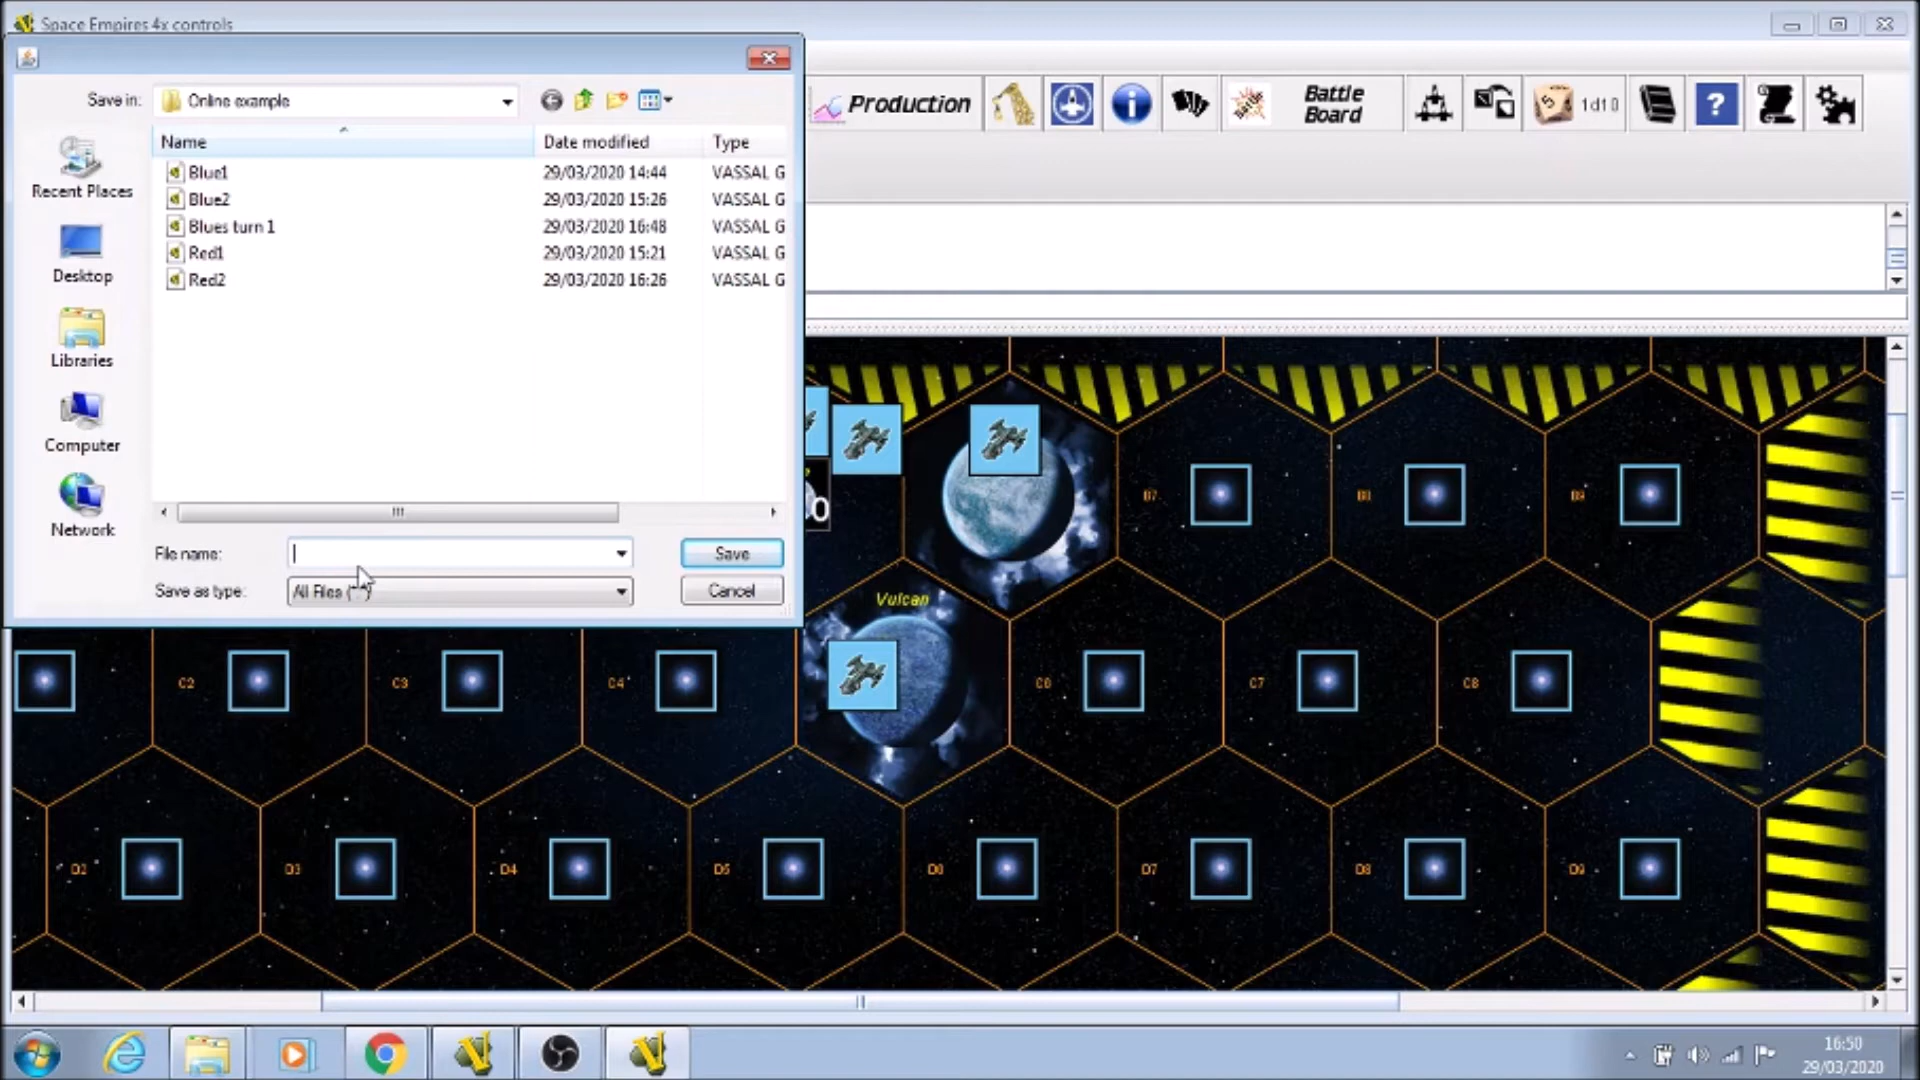 Space Empires 4x controls
Save in: Online example
Production
Battle Board
1d10
Name Date modified Type
Blue1 29/03/2020 14:44 VASSAL G
Blue2 29/03/2020 15:26 VASSAL G
Blues turn 1 29/03/2020 16:48 VASSAL G
Red1 29/03/2020 15:21 VASSAL G
Red2 29/03/2020 16:26 VASSAL G
Recent Places
Desktop
Libraries
Computer
Network
File name:
Save
Save as type: All Files
Cancel
0
B7 B8 B9
Vulcan
C2 C3 C4 C6 C7 C8
D2 D3 D4 D5 D6 D7 D8 D9
16:50
29/03/2020